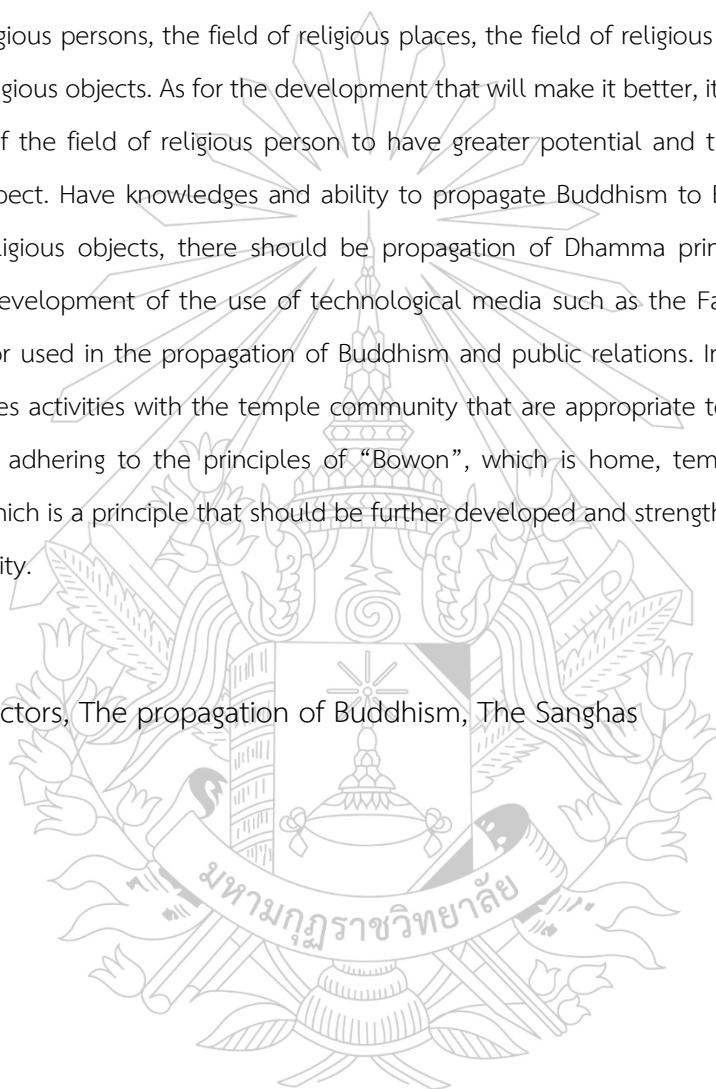 gious persons, the field of religious places, the field of religious
gious objects. As for the development that will make it better, it
f the field of religious person to have greater potential and t
pect. Have knowledges and ability to propagate Buddhism to
ligious objects, there should be propagation of Dhamma prin
evelopment of the use of technological media such as the Fa
or used in the propagation of Buddhism and public relations. In
es activities with the temple community that are appropriate to
adhering to the principles of “Bowon”, which is home, tem
hich is a principle that should be further developed and strength
ity.
ctors, The propagation of Buddhism, The Sanghas
มหามกุฏราชวิทยาลัย